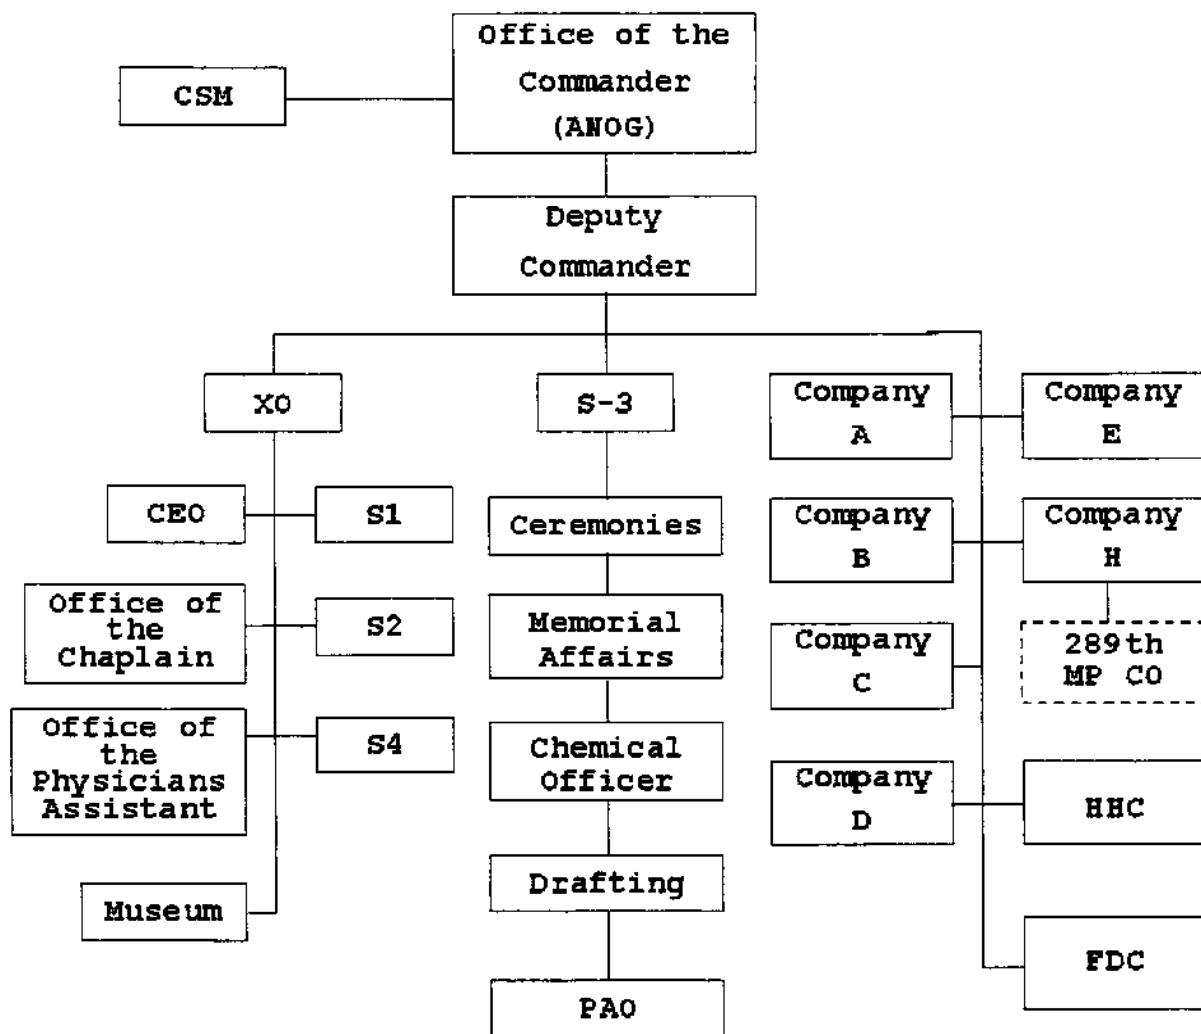 Office of the
Commander
(ANOG)
CSM
Deputy
Commander
XO
S-3
Company
A
Company
E
CEO
S1
Ceremonies
Company
B
Company
H
Office of
the
Chaplain
S2
Memorial
Affairs
Company
C
289th
MP CO
Office of
the
Physicians
Assistant
S4
Chemical
Officer
Company
D
HHC
Drafting
Museum
FDC
PAO